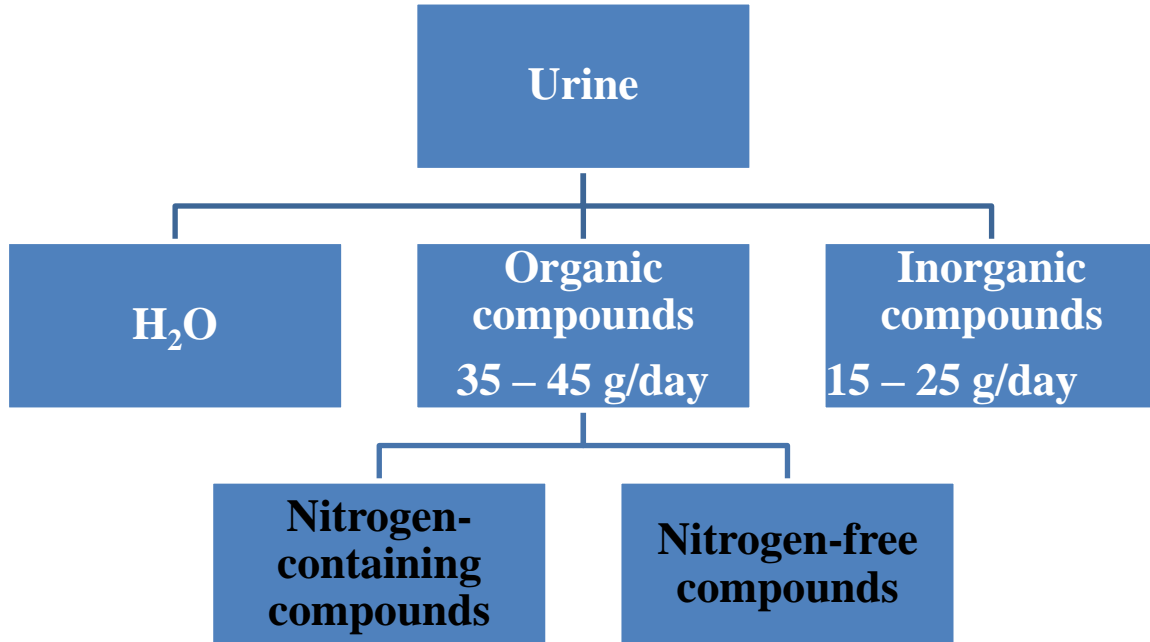 Urine
H₂O
Organic
compounds
35 – 45 g/day
Inorganic
compounds
15 – 25 g/day
Nitrogen-
containing
compounds
Nitrogen-free
compounds